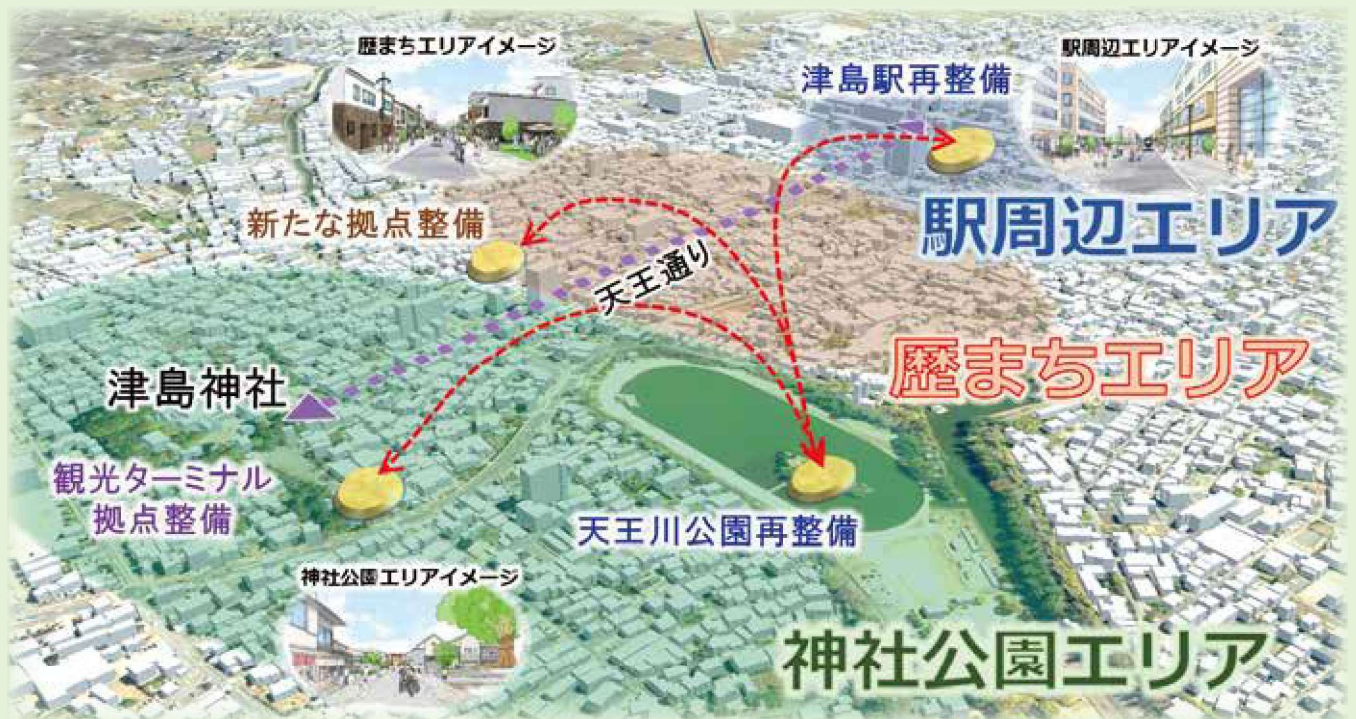 歴まちエリアイメージ
駅周辺エリアイメージ
津島駅再整備
新たな拠点整備
駅周辺エリア
天王通り
歴まちエリア
津島神社
観光ターミナル
拠点整備
天王川公園再整備
神社公園エリアイメージ
神社公園エリア